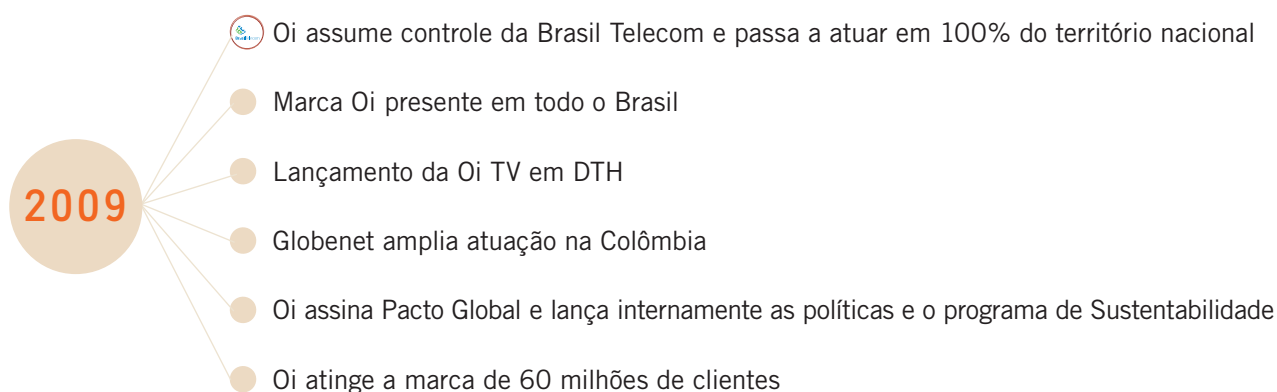 Oi assume controle da Brasil Telecom e passa a atuar em 100% do território nacional
Marca Oi presente em todo o Brasil
Lançamento da Oi TV em DTH
2009
Globenet amplia atuação na Colômbia
Oi assina Pacto Global e lança internamente as políticas e o programa de Sustentabilidade
Oi atinge a marca de 60 milhões de clientes